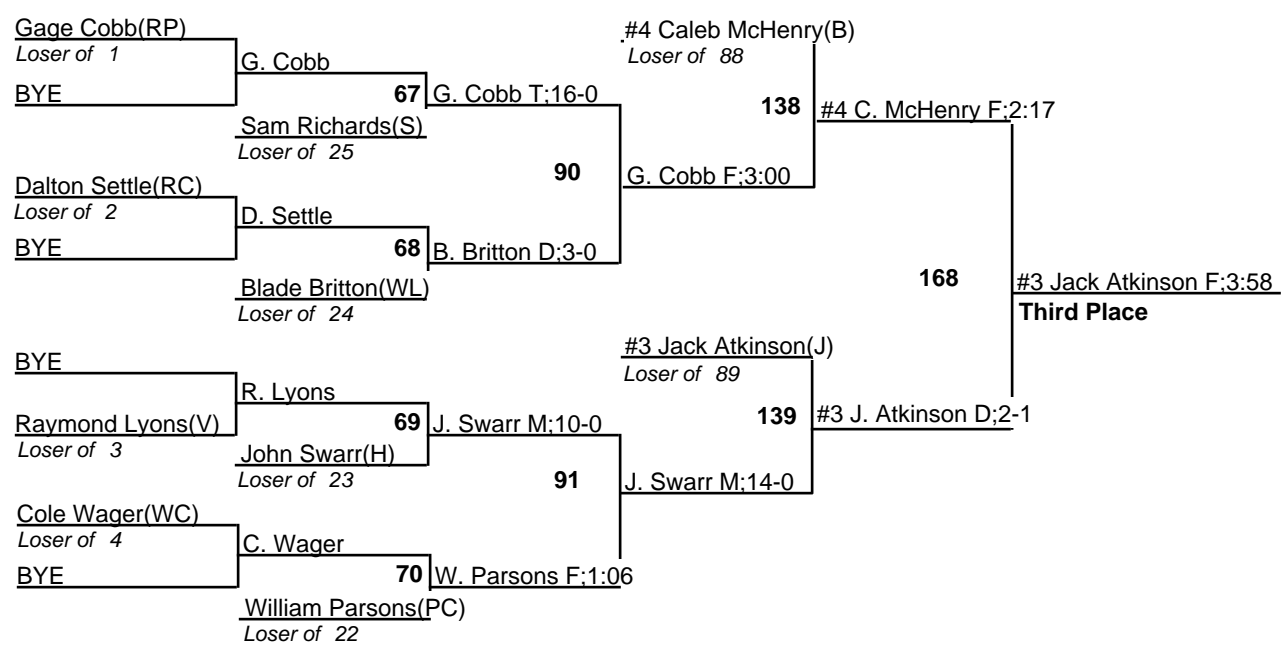 Gage Cobb(RP)
Loser of 1
BYE
G. Cobb
67
Sam Richards(S)
Loser of 25
G. Cobb T;16-0
Dalton Settle(RC)
Loser of 2
BYE
D. Settle
68
Blade Britton(WL)
Loser of 24
B. Britton D;3-0
90
#4 Caleb McHenry(B)
Loser of 88
G. Cobb F;3:00
138
#4 C. McHenry F;2:17
BYE
Raymond Lyons(V)
Loser of 3
R. Lyons
69
John Swarr(H)
Loser of 23
J. Swarr M;10-0
Cole Wager(WC)
Loser of 4
BYE
C. Wager
70
William Parsons(PC)
Loser of 22
W. Parsons F;1:06
91
#3 Jack Atkinson(J)
Loser of 89
J. Swarr M;14-0
139
#3 J. Atkinson D;2-1
168
#3 Jack Atkinson F;3:58
Third Place